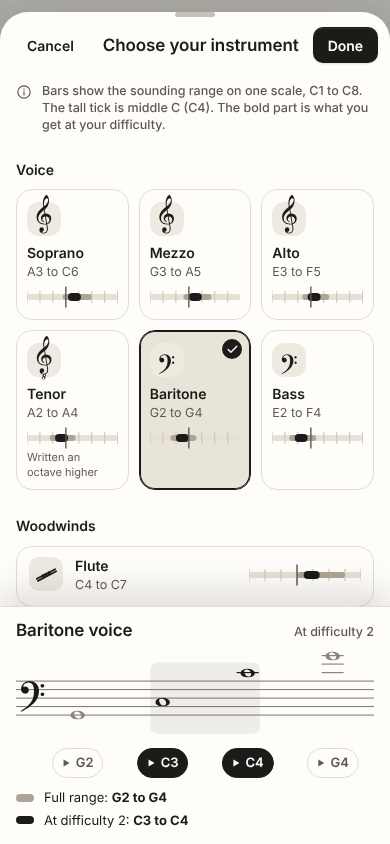 Cancel
Choose your instrument
Done
Bars show the sounding range on one scale, C1 to C8.
The tall tick is middle C (C4). The bold part is what you
get at your difficulty.
Voice
Soprano
A3 to C6
Mezzo
G3 to A5
Alto
E3 to F5
Tenor
A2 to A4
Written an
octave higher
Baritone
G2 to G4
Bass
E2 to F4
Woodwinds
Flute
C4 to C7
Baritone voice
At difficulty 2
G2
C3
C4
G4
Full range: G2 to G4
At difficulty 2: C3 to C4